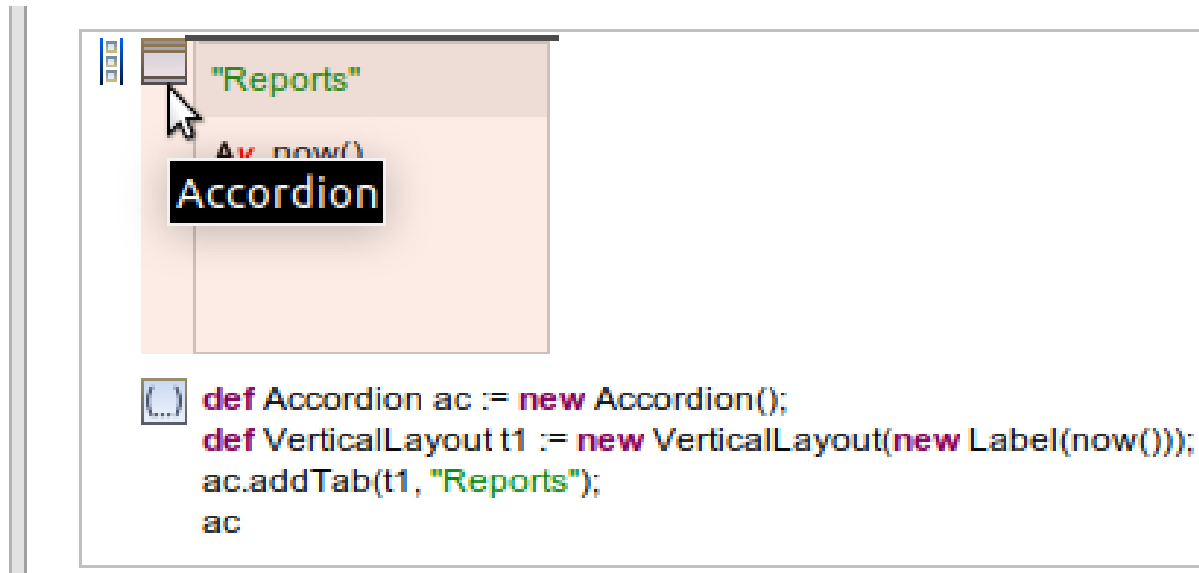 "Reports"
now()
Accordion
(...) def Accordion ac := new Accordion();
def VerticalLayout t1 := new VerticalLayout(new Label(now()));
ac.addTab(t1, "Reports");
ac